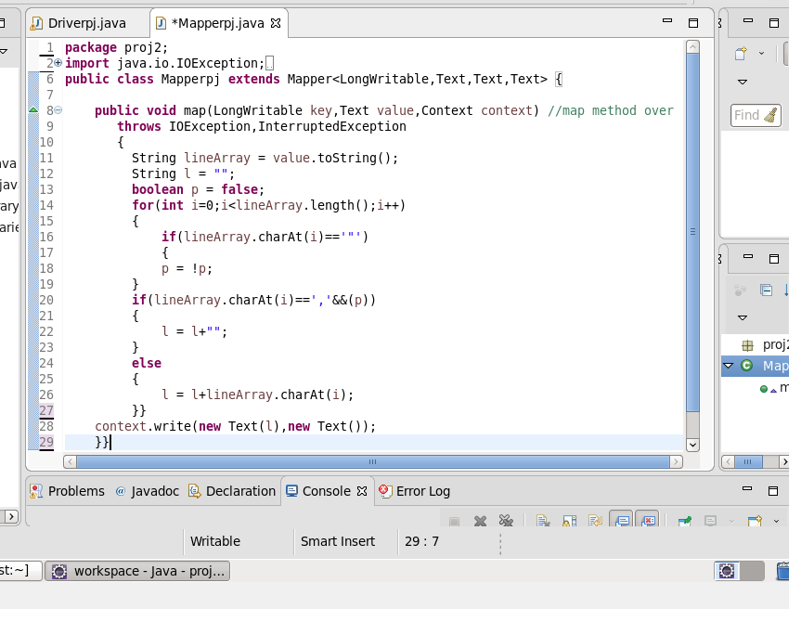 Driverpj.java
*Mapperpj.java
1 package proj2;
2 import java.io.IOException;
6 public class Mapperpj extends Mapper<LongWritable,Text,Text,Text> {
7
8 public void map(LongWritable key,Text value,Context context) //map method over
9 throws IOException,InterruptedException
10 {
11 String lineArray = value.toString();
12 String l = "";
13 boolean p = false;
14 for(int i=0;i<lineArray.length();i++)
15 {
16 if(lineArray.charAt(i)=='"')
17 {
18 p = !p;
19 }
20 if(lineArray.charAt(i)==','&&(p))
21 {
22 l = l+"";
23 }
24 else
25 {
26 l = l+lineArray.charAt(i);
27 }}
28 context.write(new Text(l),new Text());
29 }}
ava
jav
rary
arie
Find
proj2
Map
m
Problems
@ Javadoc
Declaration
Console
Error Log
Writable
Smart Insert
29 : 7
st:~]
workspace - Java - proj...